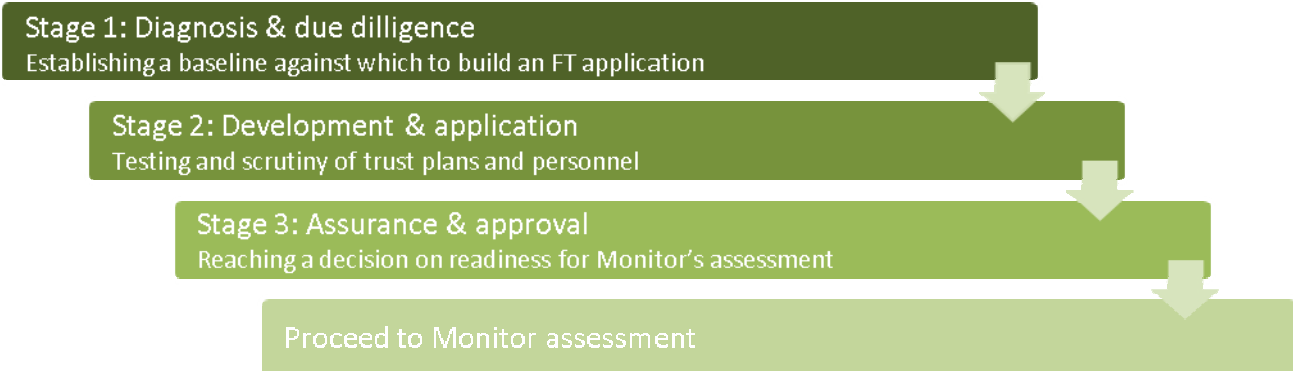 Stage 1: Diagnosis & due dilligence
Establishing a baseline against which to build an FT application
Stage 2: Development & application
Testing and scrutiny of trust plans and personnel
Stage 3: Assurance & approval
Reaching a decision on readiness for Monitor’s assessment
Proceed to Monitor assessment